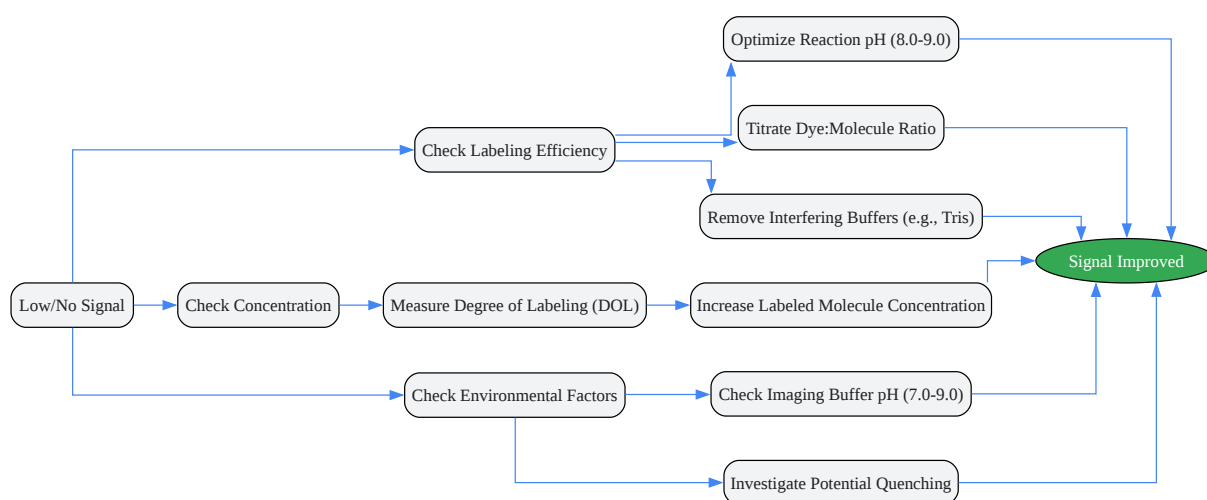 Optimize Reaction pH (8.0-9.0)
Titrate Dye:Molecule Ratio
Check Labeling Efficiency
Remove Interfering Buffers (e.g., Tris)
Signal Improved
Low/No Signal
Check Concentration
Measure Degree of Labeling (DOL)
Increase Labeled Molecule Concentration
Check Environmental Factors
Check Imaging Buffer pH (7.0-9.0)
Investigate Potential Quenching